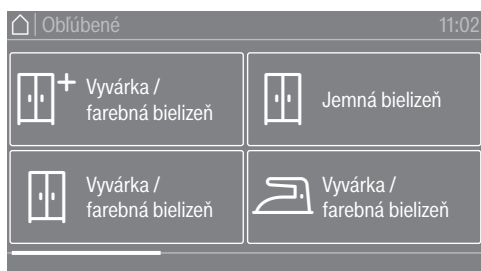 Obľúbené 11:02
Vyvárka /
farebná bielizeň
Jemná bielizeň
Vyvárka /
farebná bielizeň
Vyvárka /
farebná bielizeň